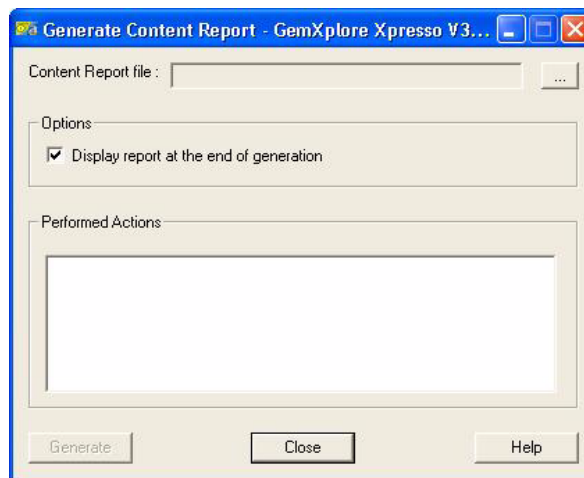 Generate Content Report - GemXplore Xpresso V3...
Content Report file :
...
Options
Display report at the end of generation
Performed Actions
Generate
Close
Help